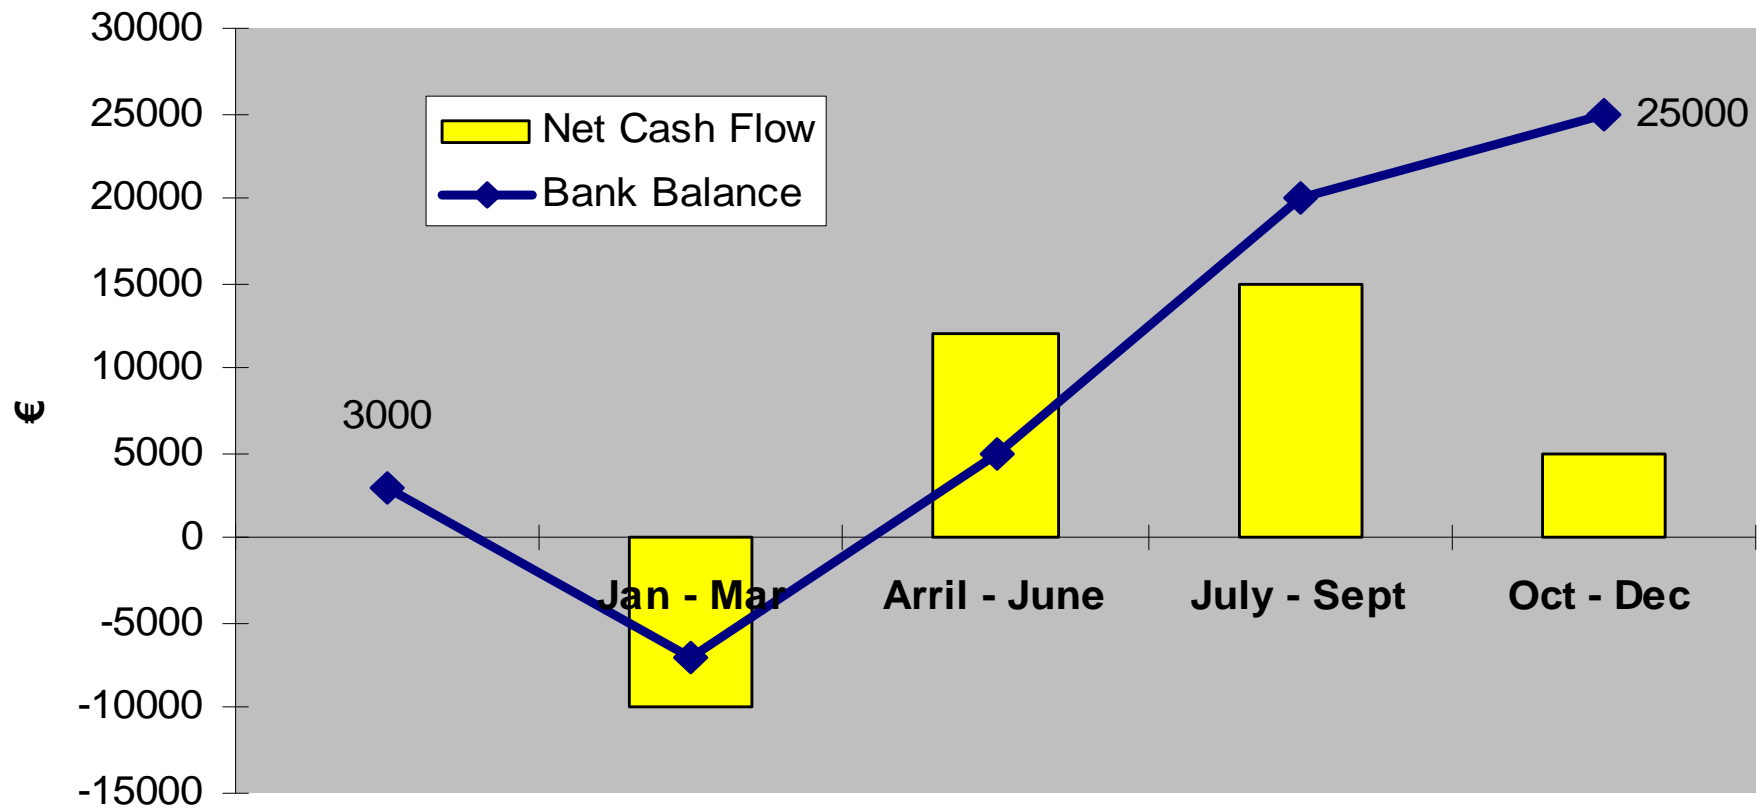 30000
25000
20000
15000
10000
5000
0
-5000
-10000
-15000
€
Net Cash Flow
Bank Balance
3000
25000
Jan - Mar
Arril - June
July - Sept
Oct - Dec